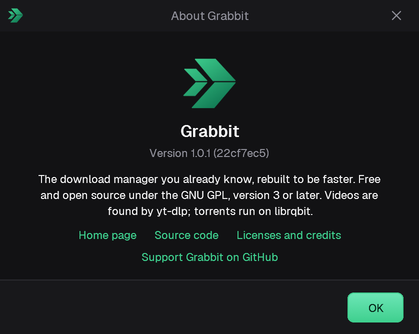 About Grabbit
Grabbit
Version 1.0.1 (22cf7ec5)
The download manager you already know, rebuilt to be faster. Free
and open source under the GNU GPL, version 3 or later. Videos are
found by yt-dlp; torrents run on librqbit.
Home page Source code Licenses and credits
Support Grabbit on GitHub
OK